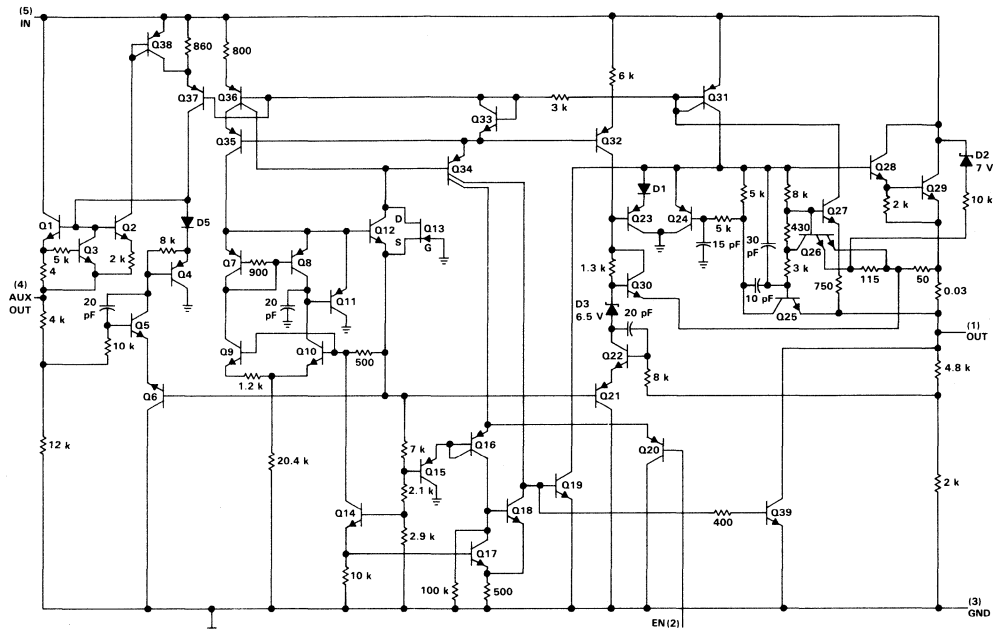 (5)
IN
Q38
860
800
6 k
Q37
Q36
Q33
3 k
Q31
Q35
Q32
D2
7 V
Q34
Q28
Q29
D1
5 k
8 k
Q27
2 k
10 k
Q1
Q2
D5
Q12
D
S
G
Q13
Q23
Q24
5 k
30
pF
430
Q26
Q3
5 k
2 k
8 k
Q4
Q7
900
Q8
15 pF
3 k
115
50
4
1.3 k
Q30
10 pF
750
0.03
(4)
AUX
OUT
20
pF
20
pF
Q11
D3
6.5 V
20 pF
Q25
(1)
OUT
4 k
Q5
10 k
Q9
Q10
500
Q22
8 k
4.8 k
1.2 k
Q6
Q21
12 k
20.4 k
7 k
Q15
Q16
Q20
2.1 k
Q19
2 k
Q14
Q18
2.9 k
400
Q39
Q17
10 k
100 k
500
(3)
GND
EN(2)